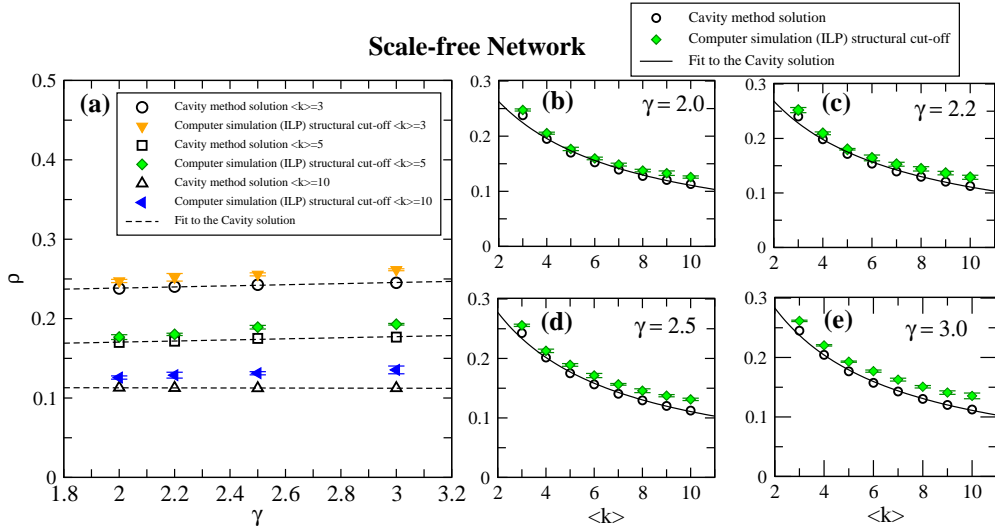 Scale-free Network
Cavity method solution
Computer simulation (ILP) structural cut-off
Fit to the Cavity solution
(a)
Cavity method solution <k>=3
Computer simulation (ILP) structural cut-off <k>=3
Cavity method solution <k>=5
Computer simulation (ILP) structural cut-off <k>=5
Cavity method solution <k>=10
Computer simulation (ILP) structural cut-off <k>=10
Fit to the Cavity solution
0.5
0.4
0.3
0.2
0.1
0
ρ
1.8 2 2.2 2.4 2.6 2.8 3 3.2
γ
(b)
γ = 2.0
0.3
0.2
0.1
0
2 4 6 8 10
(c)
γ = 2.2
0.3
0.2
0.1
0
2 4 6 8 10
(d)
γ = 2.5
0.3
0.2
0.1
0
2 4 6 8 10
<k>
(e)
γ = 3.0
0.3
0.2
0.1
0
2 4 6 8 10
<k>